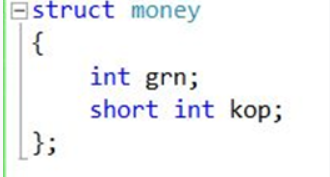 struct money
{
int grn;
short int kop;
};